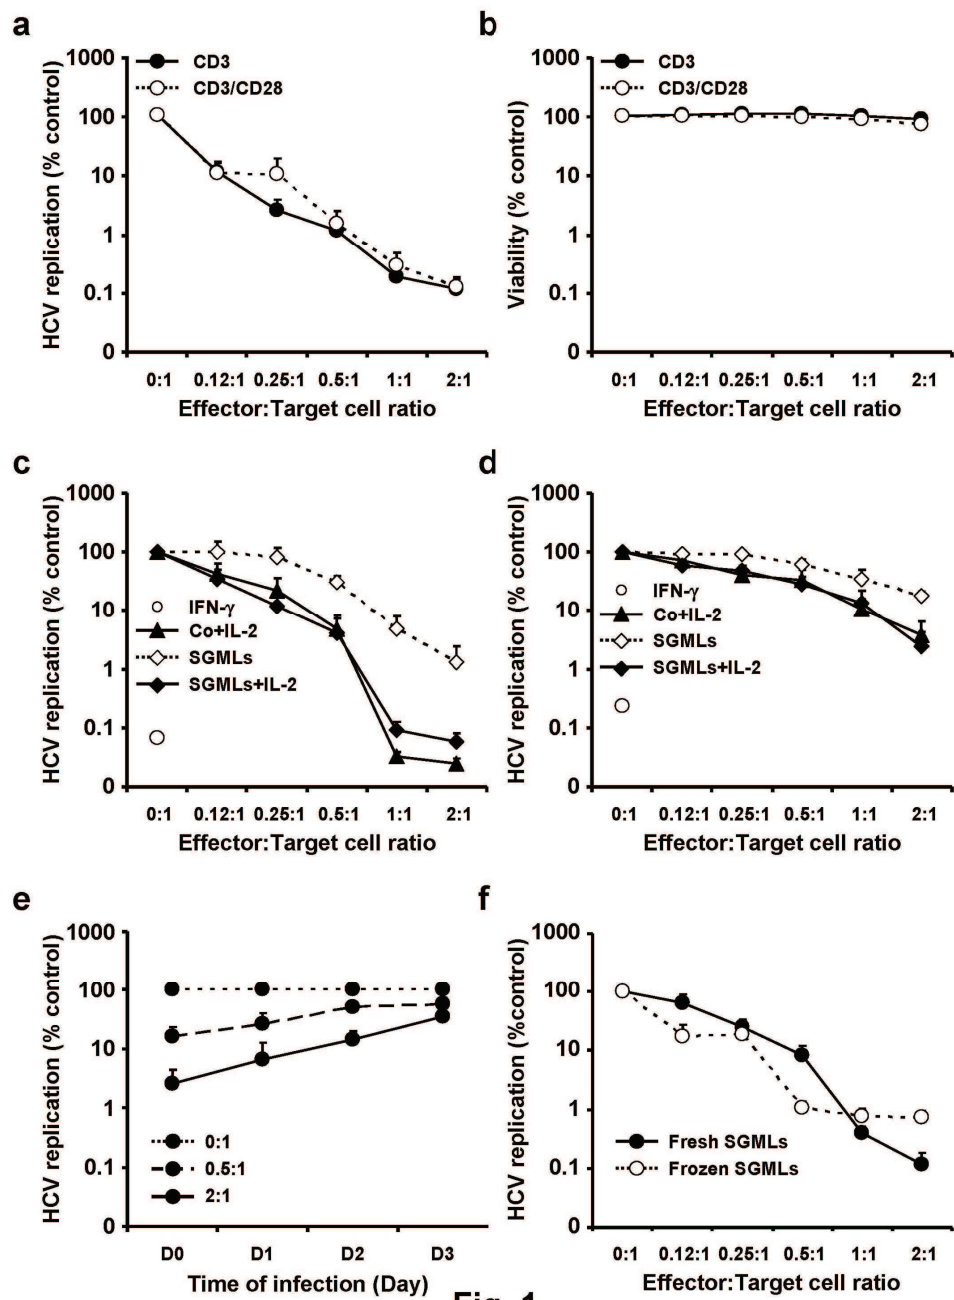 a
CD3
CD3/CD28
HCV replication (% control)
1000
100
10
1
0.1
0
0:1 0.12:1 0.25:1 0.5:1 1:1 2:1
Effector:Target cell ratio
b
CD3
CD3/CD28
Viability (% control)
1000
100
10
1
0.1
0
0:1 0.12:1 0.25:1 0.5:1 1:1 2:1
Effector:Target cell ratio
c
HCV replication (% control)
1000
100
10
1
0.1
0
IFN-γ
Co+IL-2
SGMLs
SGMLs+IL-2
0:1 0.12:1 0.25:1 0.5:1 1:1 2:1
Effector:Target cell ratio
d
HCV replication (% control)
1000
100
10
1
0.1
0
IFN-γ
Co+IL-2
SGMLs
SGMLs+IL-2
0:1 0.12:1 0.25:1 0.5:1 1:1 2:1
Effector:Target cell ratio
e
HCV replication (% control)
1000
100
10
1
0.1
0
0:1
0.5:1
2:1
D0 D1 D2 D3
Time of infection (Day)
f
HCV replication (%control)
1000
100
10
1
0.1
0
Fresh SGMLs
Frozen SGMLs
0:1 0.12:1 0.25:1 0.5:1 1:1 2:1
Effector:Target cell ratio
Fig. 1